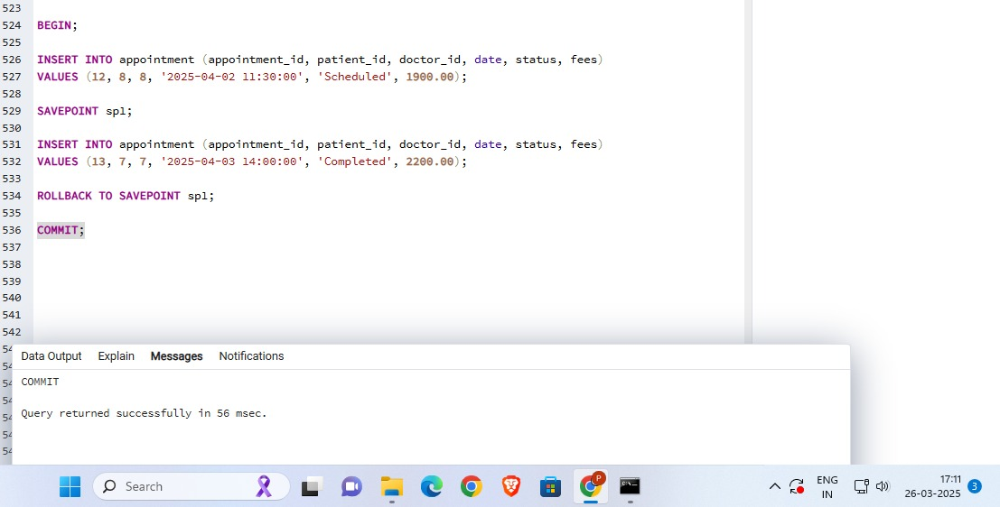 523
524 BEGIN;
525
526 INSERT INTO appointment (appointment_id, patient_id, doctor_id, date, status, fees)
527 VALUES (12, 8, 8, '2025-04-02 11:30:00', 'Scheduled', 1900.00);
528
529 SAVEPOINT sp1;
530
531 INSERT INTO appointment (appointment_id, patient_id, doctor_id, date, status, fees)
532 VALUES (13, 7, 7, '2025-04-03 14:00:00', 'Completed', 2200.00);
533
534 ROLLBACK TO SAVEPOINT sp1;
535
536 COMMIT;
537
538
539
540
541
542
Data Output Explain Messages Notifications
COMMIT
Query returned successfully in 56 msec.
Search
P
ENG
IN
17:11
26-03-2025
3